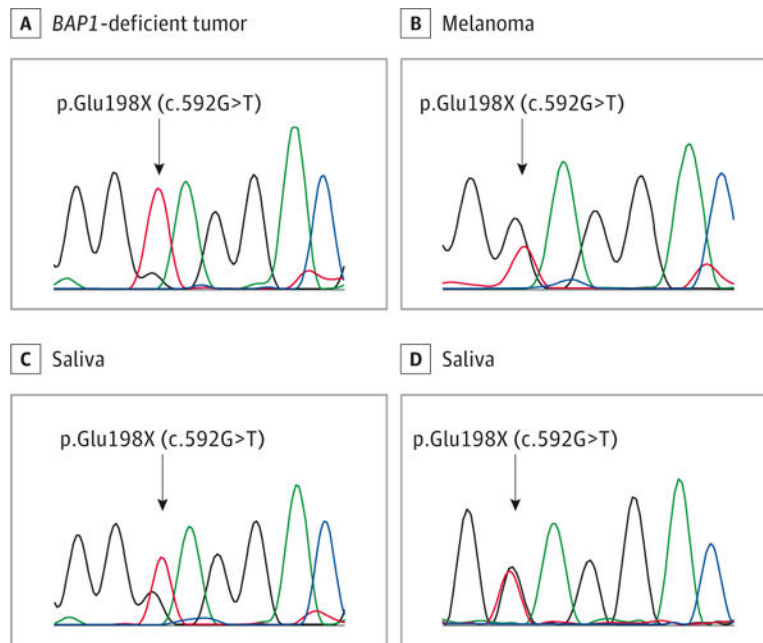 A BAP1-deficient tumor
p.Glu198X (c.592G>T)
B Melanoma
p.Glu198X (c.592G>T)
C Saliva
p.Glu198X (c.592G>T)
D Saliva
p.Glu198X (c.592G>T)